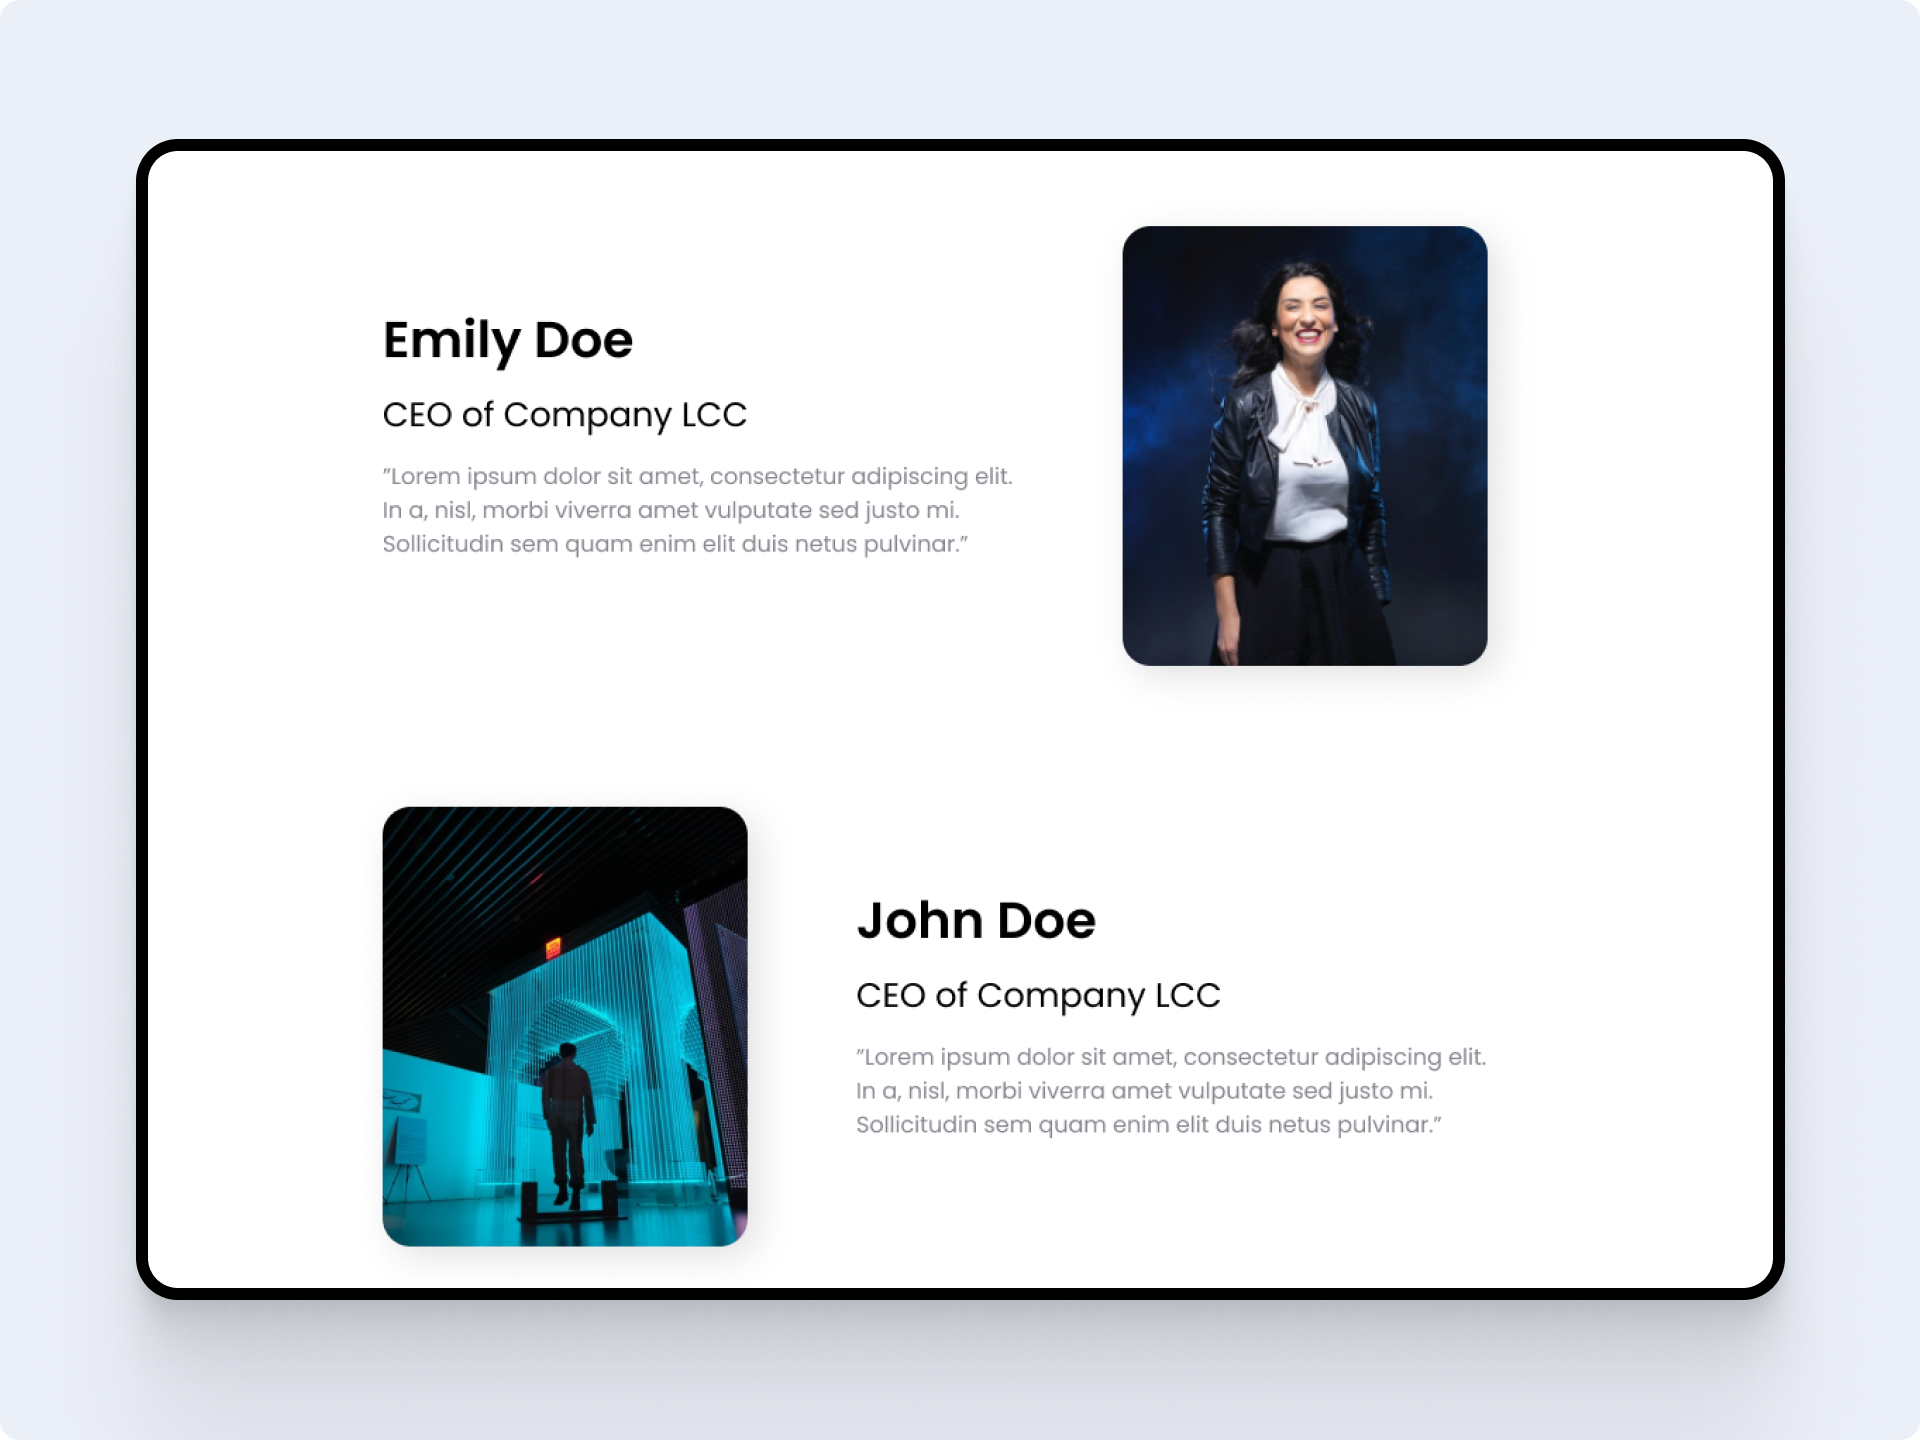 Emily Doe
CEO of Company LCC
”Lorem ipsum dolor sit amet, consectetur adipiscing elit.
In a, nisl, morbi viverra amet vulputate sed justo mi.
Sollicitudin sem quam enim elit duis netus pulvinar.”
John Doe
CEO of Company LCC
”Lorem ipsum dolor sit amet, consectetur adipiscing elit.
In a, nisl, morbi viverra amet vulputate sed justo mi.
Sollicitudin sem quam enim elit duis netus pulvinar.”